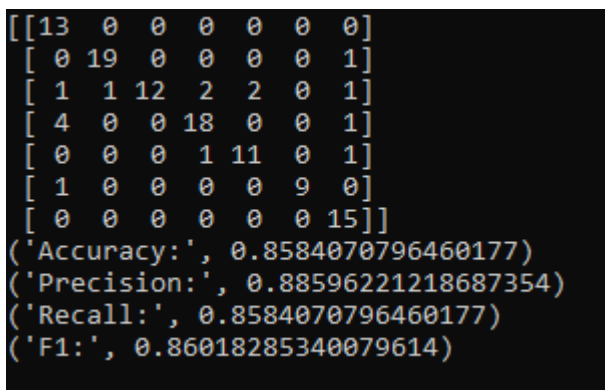 [[13  0  0  0  0  0  0]
 [ 0 19  0  0  0  0  1]
 [ 1  1 12  2  2  0  1]
 [ 4  0  0 18  0  0  1]
 [ 0  0  0  1 11  0  1]
 [ 1  0  0  0  0  9  0]
 [ 0  0  0  0  0  0 15]]
('Accuracy:', 0.8584070796460177)
('Precision:', 0.88596221218687354)
('Recall:', 0.8584070796460177)
('F1:', 0.86018285340079614)